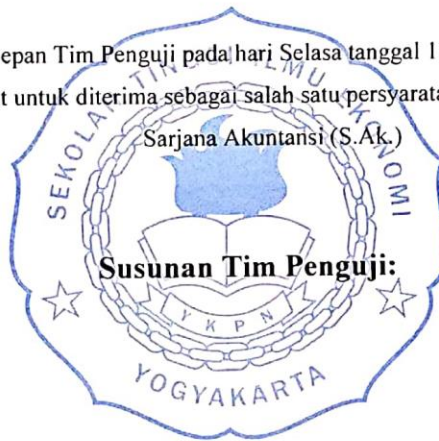 epan Tim Penguji pada hari Selasa tanggal 1
t untuk diterima sebagai salah satu persyarata
Sarjana Akuntansi (S.Ak.)
SEKOLAH TINGGI ILMU EKONOMI
Susunan Tim Penguji:
YKPN
YOGYAKARTA